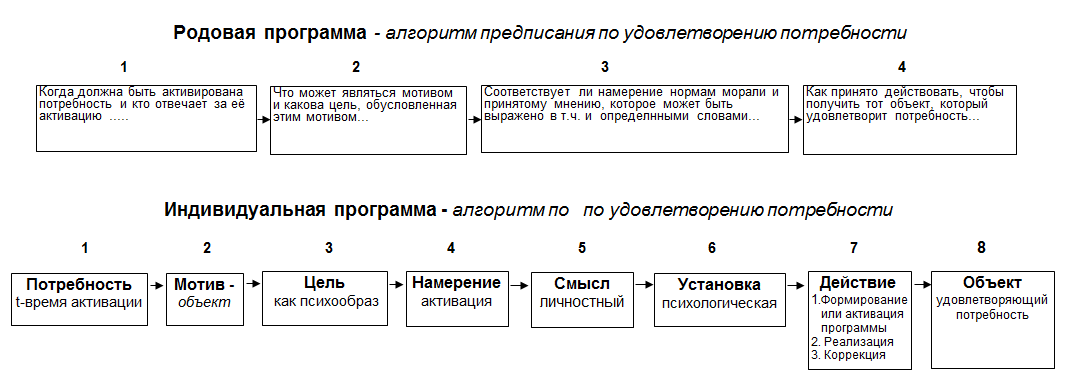 Родовая программа - алгоритм предписания по удовлетворению потребности
1
2
3
4
Когда должна быть активирована
потребность и кто отвечает за её
активацию .....
Что может являться мотивом
и какова цель, обусловленная
этим мотивом...
Соответствует ли намерение нормам морали и
принятому мнению, которое может быть
выражено в т.ч. и определнными словами...
Как принято действовать, чтобы
получить тот объект, который
удовлетворит потребность...
Индивидуальная программа - алгоритм по по удовлетворению потребности
1
2
3
4
5
6
7
8
Потребность
t-время активации
Мотив -
объект
Цель
как психообраз
Намерение
активация
Смысл
личностный
Установка
психологическая
Действие
1.Формирование
или активация
программы
2. Реализация
3. Коррекция
Объект
удовлетворяющий
потребность